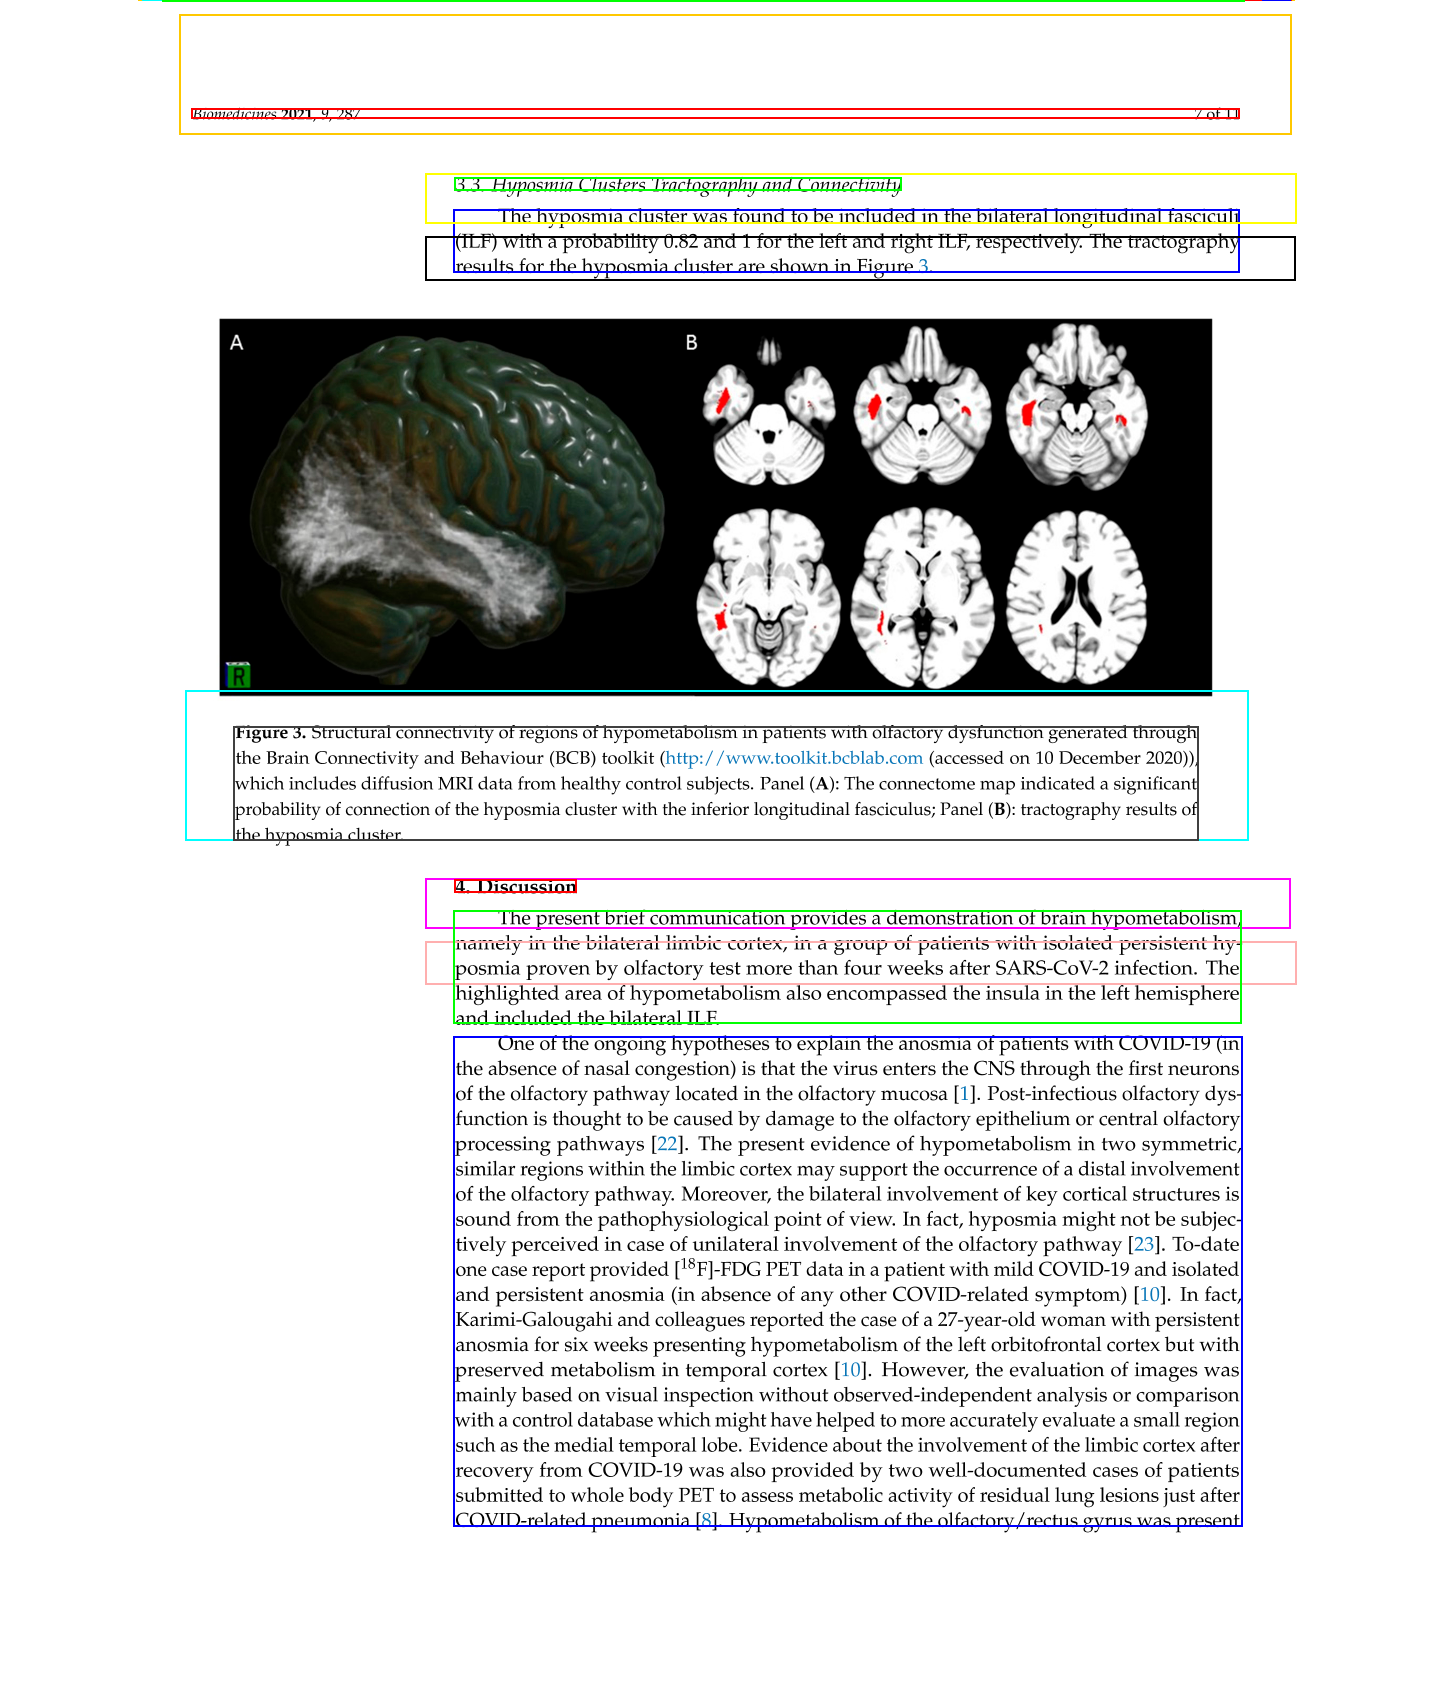 Biomedicines 2021, 9, 287 7 of 11
3.3. Hyposmia Clusters Tractography and Connectivity
The hyposmia cluster was found to be included in the bilateral longitudinal fasciculi
(ILF) with a probability 0.82 and 1 for the left and right ILF, respectively. The tractography
results for the hyposmia cluster are shown in Figure 3.
A B
R
Figure 3. Structural connectivity of regions of hypometabolism in patients with olfactory dysfunction generated through
the Brain Connectivity and Behaviour (BCB) toolkit (http://www.toolkit.bcblab.com (accessed on 10 December 2020)),
which includes diffusion MRI data from healthy control subjects. Panel (A): The connectome map indicated a significant
probability of connection of the hyposmia cluster with the inferior longitudinal fasciculus; Panel (B): tractography results of
the hyposmia cluster.
4. Discussion
The present brief communication provides a demonstration of brain hypometabolism,
namely in the bilateral limbic cortex, in a group of patients with isolated persistent hy-
posmia proven by olfactory test more than four weeks after SARS-CoV-2 infection. The
highlighted area of hypometabolism also encompassed the insula in the left hemisphere
and included the bilateral ILF.
One of the ongoing hypotheses to explain the anosmia of patients with COVID-19 (in
the absence of nasal congestion) is that the virus enters the CNS through the first neurons
of the olfactory pathway located in the olfactory mucosa [1]. Post-infectious olfactory dys-
function is thought to be caused by damage to the olfactory epithelium or central olfactory
processing pathways [22]. The present evidence of hypometabolism in two symmetric,
similar regions within the limbic cortex may support the occurrence of a distal involvement
of the olfactory pathway. Moreover, the bilateral involvement of key cortical structures is
sound from the pathophysiological point of view. In fact, hyposmia might not be subjec-
tively perceived in case of unilateral involvement of the olfactory pathway [23]. To-date
one case report provided [18F]-FDG PET data in a patient with mild COVID-19 and isolated
and persistent anosmia (in absence of any other COVID-related symptom) [10]. In fact,
Karimi-Galougahi and colleagues reported the case of a 27-year-old woman with persistent
anosmia for six weeks presenting hypometabolism of the left orbitofrontal cortex but with
preserved metabolism in temporal cortex [10]. However, the evaluation of images was
mainly based on visual inspection without observed-independent analysis or comparison
with a control database which might have helped to more accurately evaluate a small region
such as the medial temporal lobe. Evidence about the involvement of the limbic cortex after
recovery from COVID-19 was also provided by two well-documented cases of patients
submitted to whole body PET to assess metabolic activity of residual lung lesions just after
COVID-related pneumonia [8]. Hypometabolism of the olfactory/rectus gyrus was present